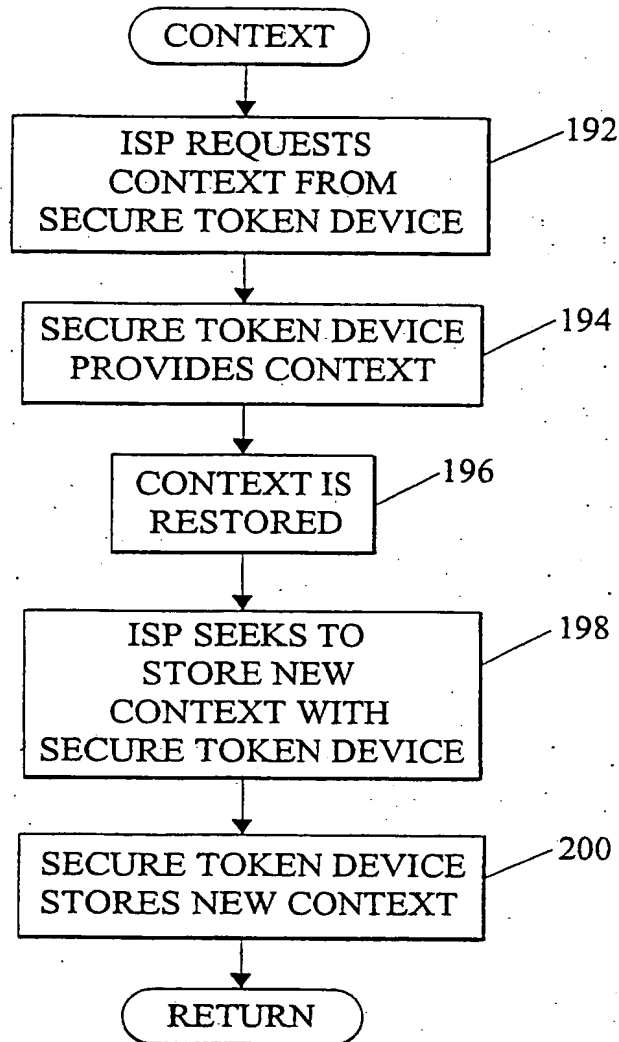 CONTEXT
ISP REQUESTS
CONTEXT FROM
SECURE TOKEN DEVICE
192
SECURE TOKEN DEVICE
PROVIDES CONTEXT
194
CONTEXT IS
RESTORED
196
ISP SEEKS TO
STORE NEW
CONTEXT WITH
SECURE TOKEN DEVICE
198
SECURE TOKEN DEVICE
STORES NEW CONTEXT
200
RETURN